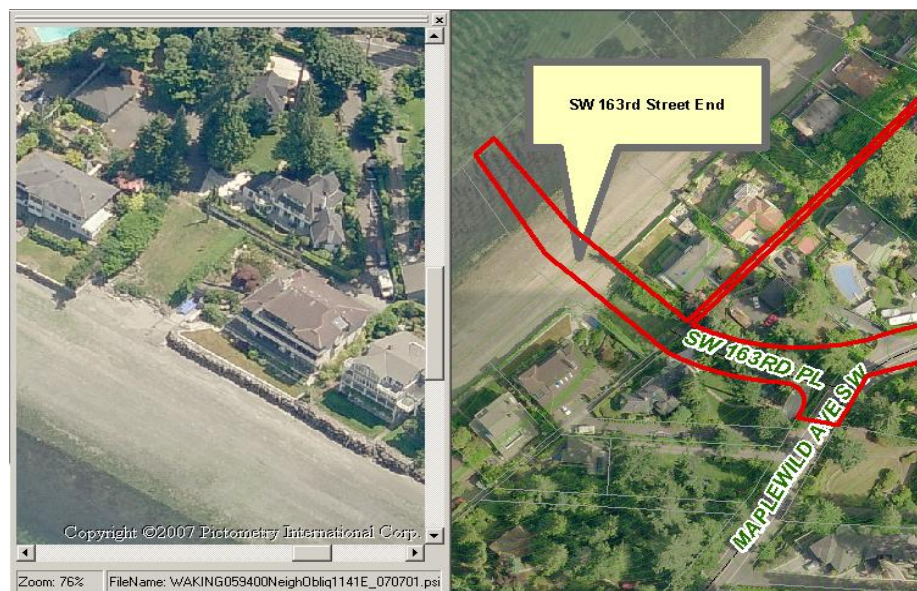 SW 163rd Street End
SW 163RD PL
MAPLEWILD AVE SW
Copyright ©2007 Pictometry International Corp.
Zoom: 76%
FileName: WAKING059400NeighObliq1141E_070701.psi